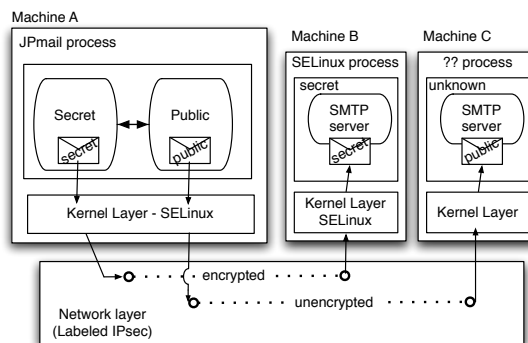 Machine A
JPmail process
Secret
Public
secret
public
Kernel Layer - SELinux
Machine B
SELinux process
secret
SMTP
server
secret
Kernel Layer
SELinux
Machine C
?? process
unknown
SMTP
server
public
Kernel Layer
encrypted
unencrypted
Network layer
(Labeled IPsec)